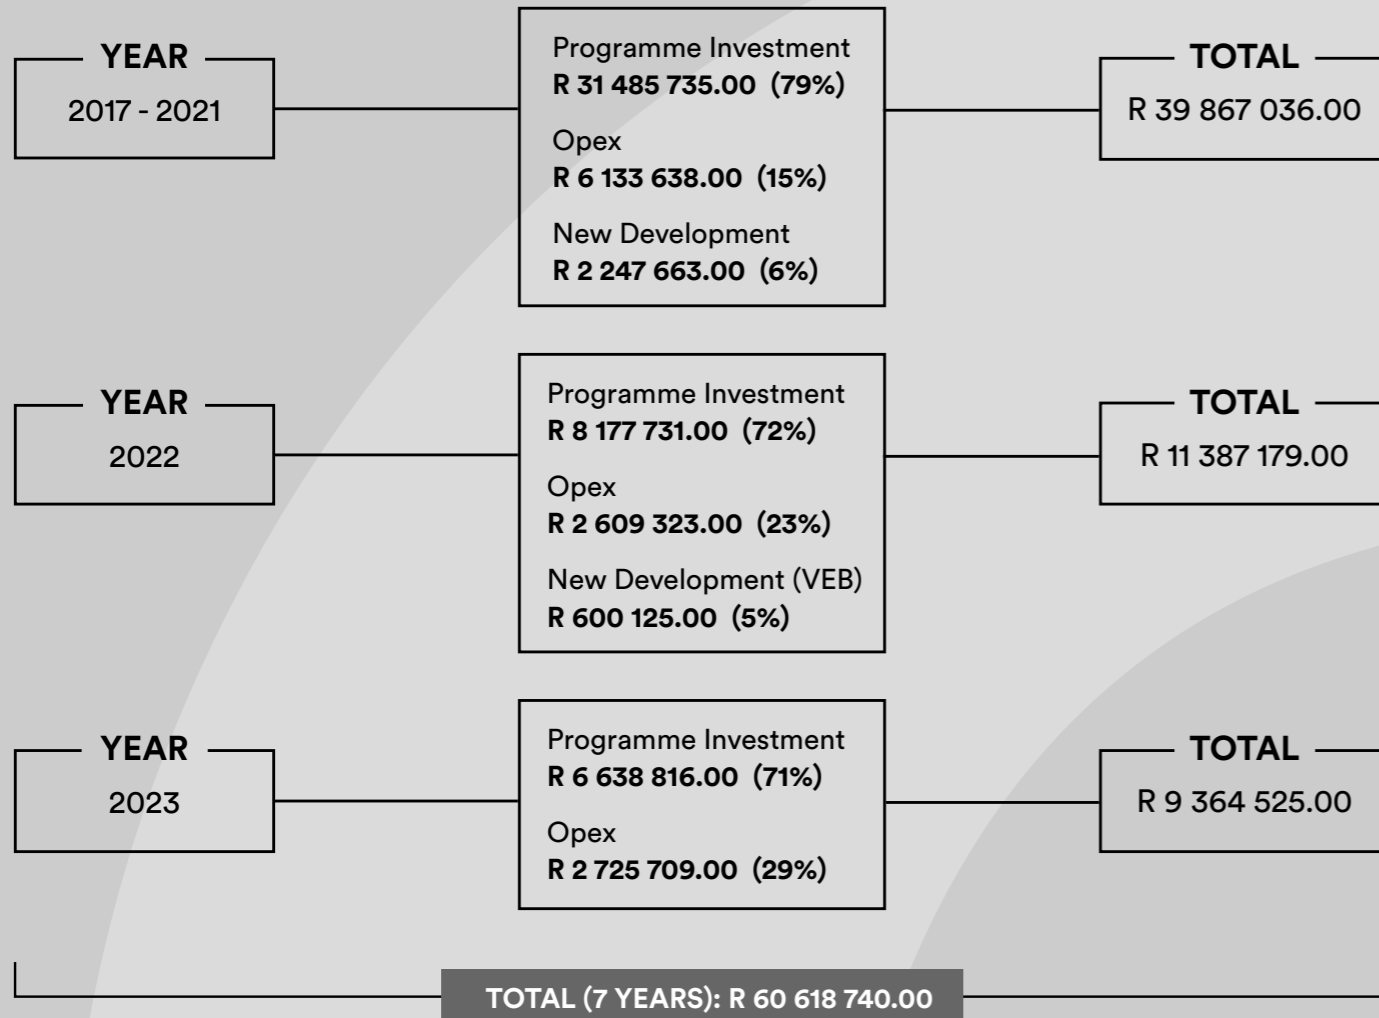 YEAR
2017 - 2021
Programme Investment
R 31 485 735.00 (79%)
Opex
R 6 133 638.00 (15%)
New Development
R 2 247 663.00 (6%)
TOTAL
R 39 867 036.00
YEAR
2022
Programme Investment
R 8 177 731.00 (72%)
Opex
R 2 609 323.00 (23%)
New Development (VEB)
R 600 125.00 (5%)
TOTAL
R 11 387 179.00
YEAR
2023
Programme Investment
R 6 638 816.00 (71%)
Opex
R 2 725 709.00 (29%)
TOTAL
R 9 364 525.00
TOTAL (7 YEARS): R 60 618 740.00